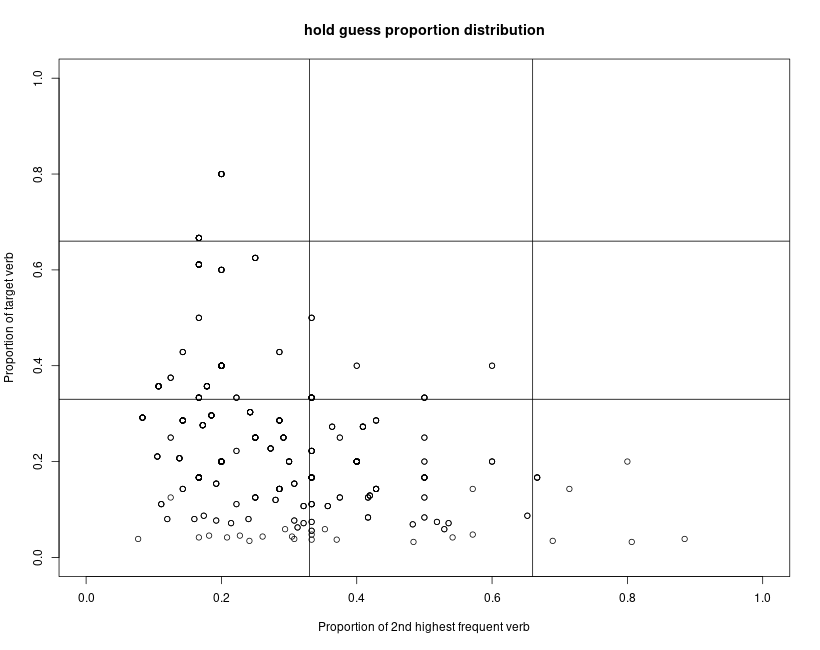 hold guess proportion distribution
Proportion of target verb
1.0
0.8
0.6
0.4
0.2
0.0
0.0 0.2 0.4 0.6 0.8 1.0
Proportion of 2nd highest frequent verb